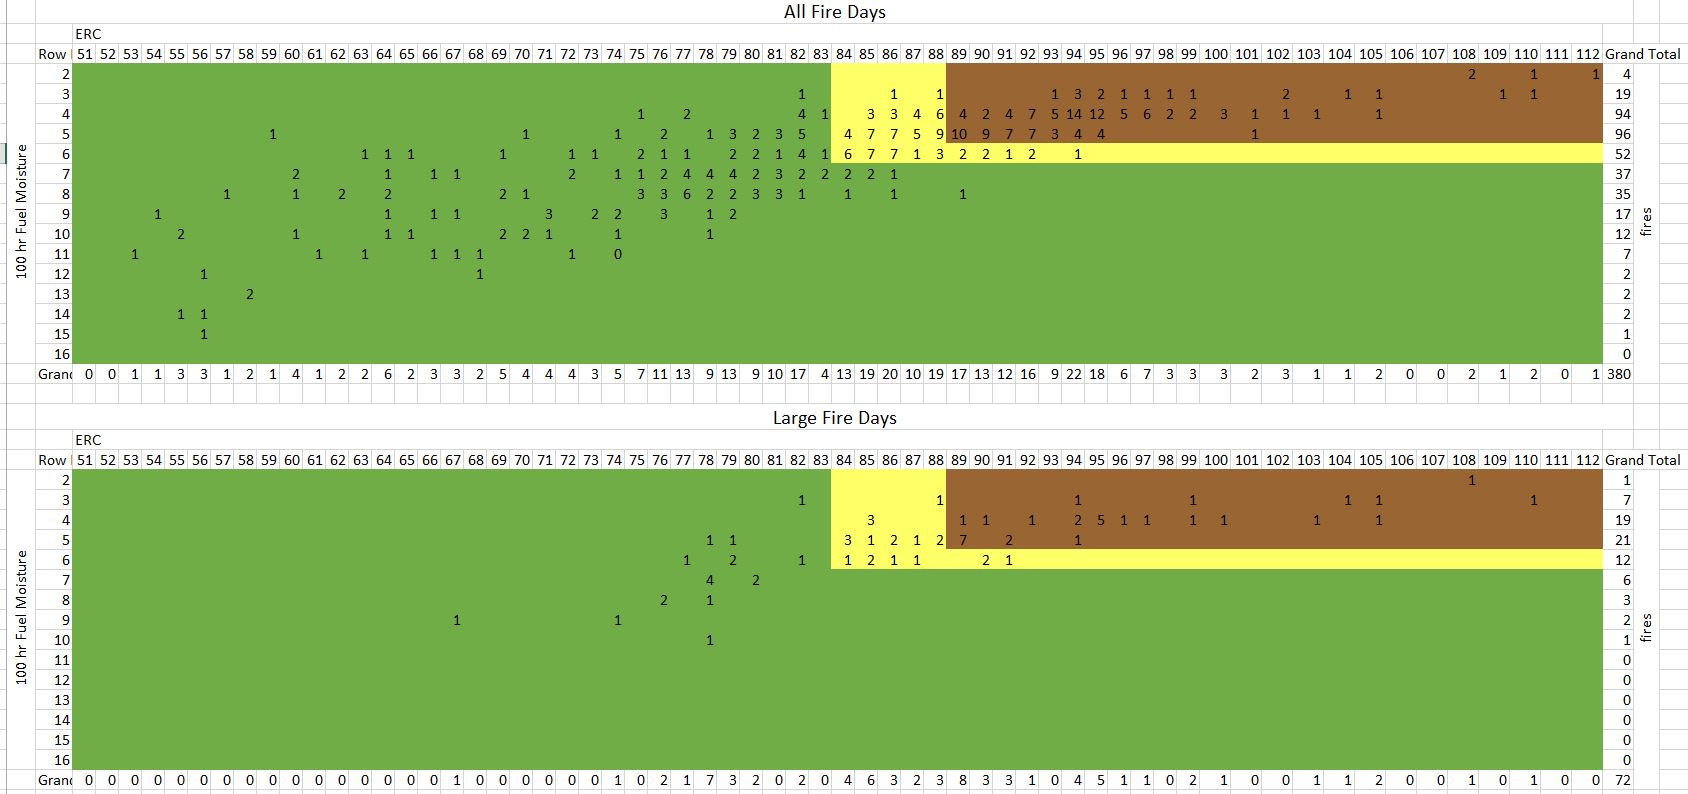 All Fire Days
ERC
Row 51 52 53 54 55 56 57 58 59 60 61 62 63 64 65 66 67 68 69 70 71 72 73 74 75 76 77 78 79 80 81 82 83 84 85 86 87 88 89 90 91 92 93 94 95 96 97 98 99 100 101 102 103 104 105 106 107 108 109 110 111 112 Grand Total
2 2 1 1 4
3 1 1 1 1 3 2 1 1 1 1 2 1 1 1 1 19
4 1 2 4 1 3 3 4 6 4 2 4 7 5 14 12 5 6 2 2 3 1 1 1 1 94
5 1 1 1 2 1 3 2 3 5 4 7 7 5 9 10 9 7 7 3 4 4 1 96
6 1 1 1 1 1 1 2 1 1 2 2 1 4 1 6 7 7 1 3 2 2 1 2 1 52
7 2 1 1 1 2 1 1 2 4 4 4 2 3 2 2 2 2 1 37
8 1 1 2 2 2 1 3 3 6 2 2 3 3 1 1 1 1 35
9 1 1 1 1 3 2 2 3 1 2 17
10 2 1 1 1 2 2 1 1 1 12
11 1 1 1 1 1 1 1 0 7
12 1 1 2
13 2 2
14 1 1 2
15 1 1
16 0
Grand 0 0 1 1 3 3 1 2 1 4 1 2 2 6 2 3 3 2 5 4 4 4 3 5 7 11 13 9 13 9 10 17 4 13 19 20 10 19 17 13 12 16 9 22 18 6 7 3 3 3 2 3 1 1 2 0 0 2 1 2 0 1 380
100 hr Fuel Moisture
fires
Large Fire Days
ERC
Row 51 52 53 54 55 56 57 58 59 60 61 62 63 64 65 66 67 68 69 70 71 72 73 74 75 76 77 78 79 80 81 82 83 84 85 86 87 88 89 90 91 92 93 94 95 96 97 98 99 100 101 102 103 104 105 106 107 108 109 110 111 112 Grand Total
2 1 1
3 1 1 1 1 1 1 1 7
4 3 1 1 1 2 5 1 1 1 1 1 1 19
5 1 1 3 1 2 1 2 7 2 1 21
6 1 2 1 1 2 1 1 2 1 12
7 4 2 6
8 2 1 3
9 1 1 2
10 1 1
11 0
12 0
13 0
14 0
15 0
16 0
Grand 0 0 0 0 0 0 0 0 0 0 0 0 0 0 0 0 1 0 0 0 0 0 0 1 0 2 1 7 3 2 0 2 0 4 6 3 2 3 8 3 3 1 0 4 5 1 1 0 2 1 0 0 1 1 2 0 0 1 0 1 0 0 72
100 hr Fuel Moisture
fires